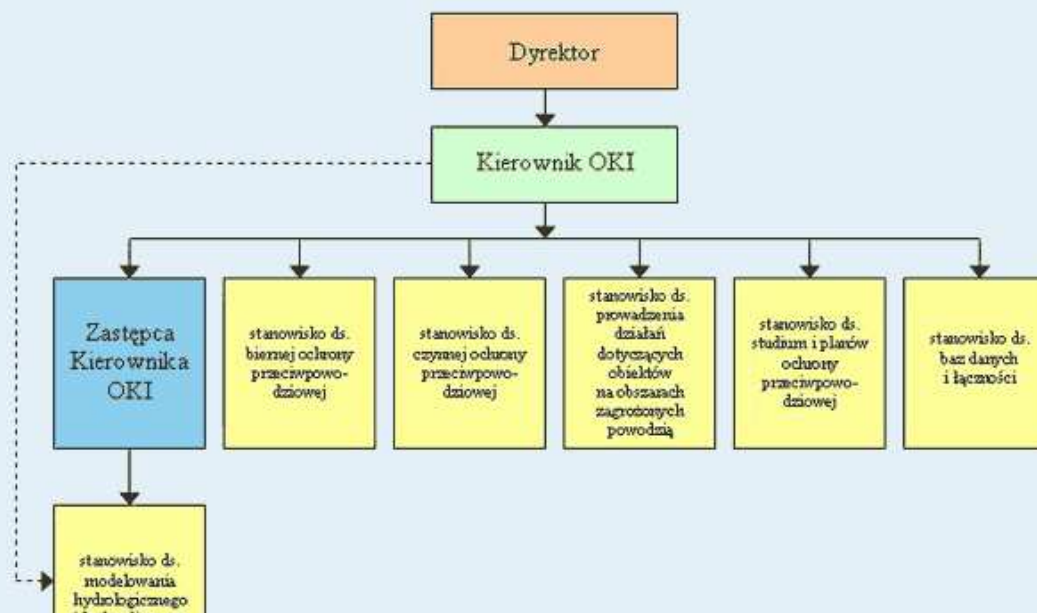 Dyrektor
Kierownik OKI
Zastępca
Kierownika
OKI
stanowisko ds.
biernej ochrony
przeciwpowo-
dziowej
stanowisko ds.
czynnej ochrony
przeciwpowo-
dziowej
stanowisko ds.
prowadzenia
działań
dotyczących
obiektów
na obszarach
zagrożonych
powodzią
stanowisko ds.
studium i planów
ochrony
przeciwpowo-
dziowej
stanowisko ds.
baz danych
i łączności
stanowisko ds.
modelowania
hydrologicznego